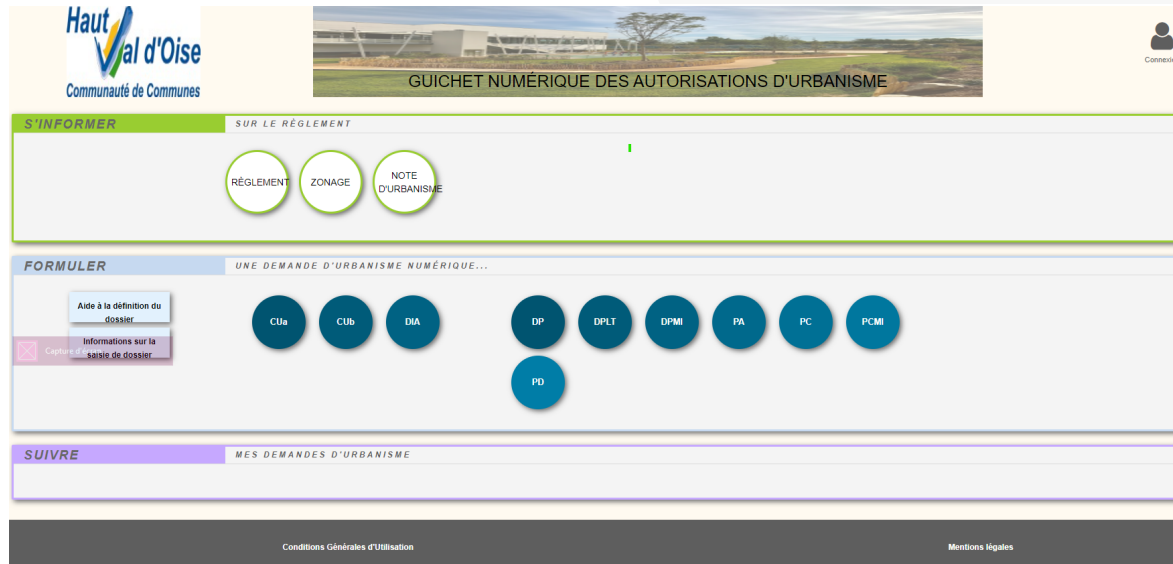 Haut
Val d'Oise
Communauté de Communes
GUICHET NUMÉRIQUE DES AUTORISATIONS D'URBANISME
S'INFORMER
SUR LE RÈGLEMENT
RÈGLEMENT
ZONAGE
NOTE
D'URBANISME
FORMULER
UNE DEMANDE D'URBANISME NUMÉRIQUE...
Aide à la définition du
dossier
Informations sur la
saisie de dossier
CUa
CUb
DIA
DP
DPLT
DPMI
PA
PC
PCMI
PD
SUIVRE
MES DEMANDES D'URBANISME
Conditions Générales d'Utilisation
Mentions légales